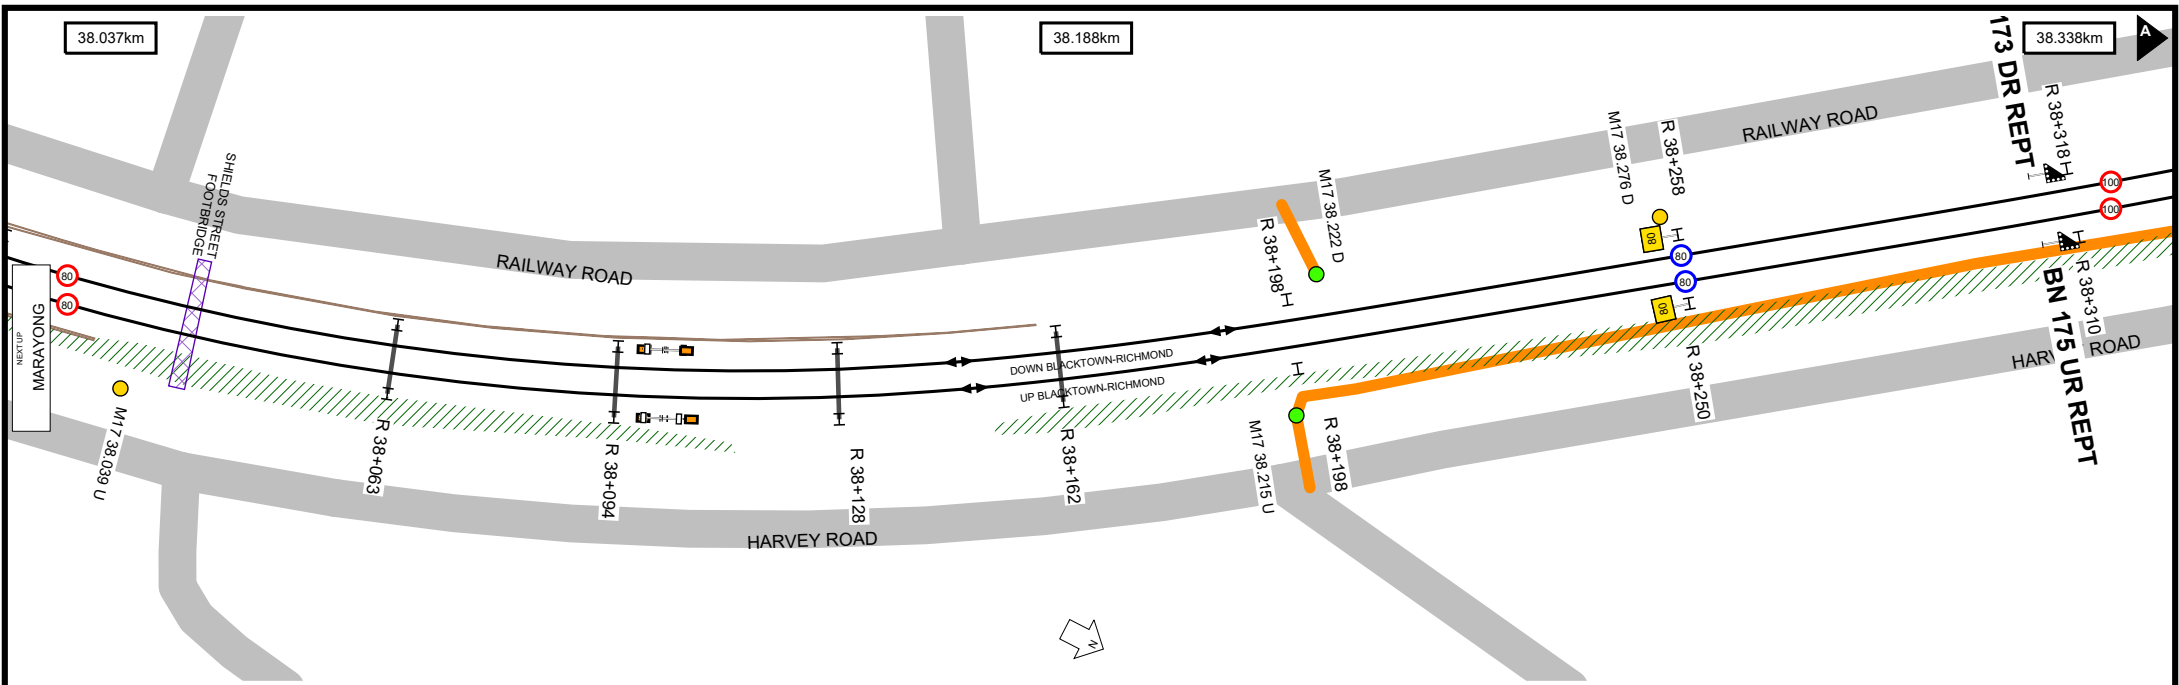 38.037km
38.188km
38.338km
A
173 DR REPT
R 38+318
RAILWAY ROAD
M17 38.276 D
R 38+258
SHIELDS STREET
FOOTBRIDGE
M17 38.222 D
R 38+198
RAILWAY ROAD
100
100
80
80
80
80
80
80
NEXT UP
MARAYONG
DOWN BLACKTOWN-RICHMOND
UP BLACKTOWN-RICHMOND
R 38+310
BN 175 UR REPT
HARVEY ROAD
R 38+250
M17 38.039 U
R 38+063
R 38+094
R 38+128
R 38+162
M17 38.215 U
R 38+198
HARVEY ROAD
N